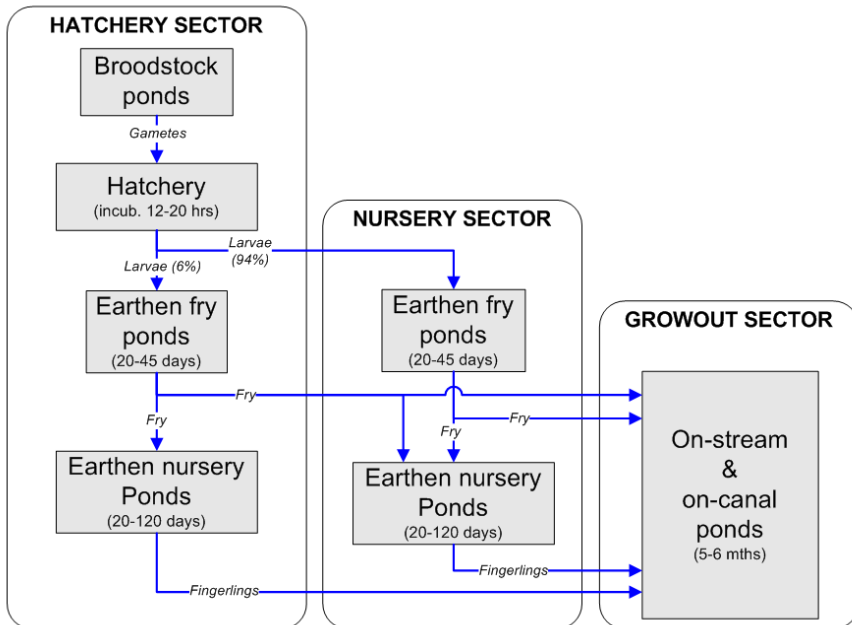 HATCHERY SECTOR
Broodstock
ponds
Gametes
Hatchery
(incub. 12-20 hrs)
Larvae (6%)
Earthen fry
ponds
(20-45 days)
Fry
Fry
Earthen nursery
Ponds
(20-120 days)
Fingerlings
NURSERY SECTOR
Larvae
(94%)
Earthen fry
ponds
(20-45 days)
Fry
Fry
Earthen nursery
Ponds
(20-120 days)
Fingerlings
GROWOUT SECTOR
On-stream
&
on-canal
ponds
(5-6 mths)